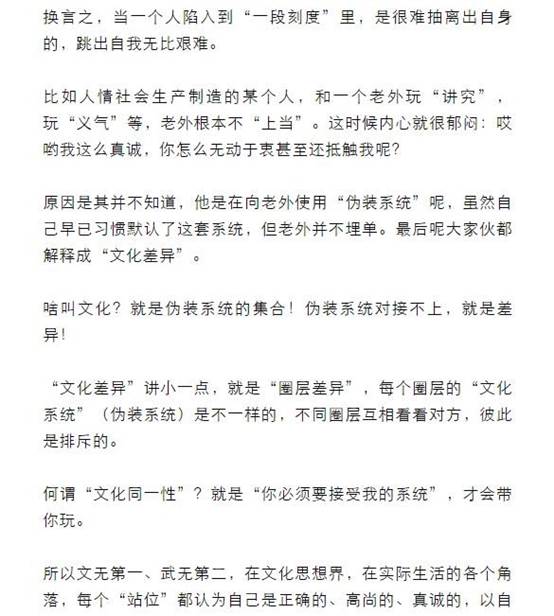 换言之，当一个人陷入到“一段刻度”里，是很难抽离出自身
的，跳出自我无比艰难。
比如人情社会生产制造的某个人，和一个老外玩“讲究”，
玩“义气”等，老外根本不“上当”。这时候内心就很郁闷：哎
哟我这么真诚，你怎么无动于衷甚至还抵触我呢？
原因是其并不知道，他是在向老外使用“伪装系统”呢，虽然自
己早已习惯默认了这套系统，但老外并不埋单。最后呢大家伙都
解释成“文化差异”。
啥叫文化？就是伪装系统的集合！伪装系统对接不上，就是差
异！
“文化差异”讲小一点，就是“圈层差异”，每个圈层的“文化
系统”（伪装系统）是不一样的，不同圈层互相看看对方，彼此
是排斥的。
何谓“文化同一性”？就是“你必须要接受我的系统”，才会带
你玩。
所以文无第一、武无第二，在文化思想界，在实际生活的各个角
落，每个“站位”都认为自己是正确的、高尚的、真诚的，以自